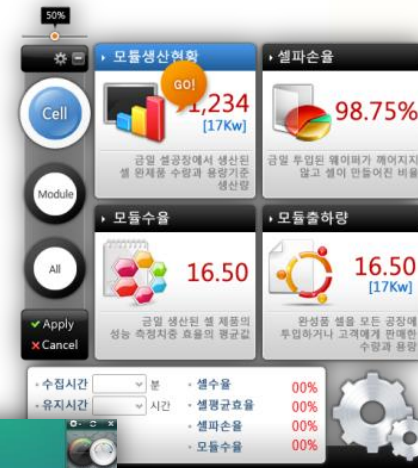 50%
Cell
Module
All
Apply
Cancel
모듈생산현황
GO!
1,234
[17Kw]
금일 셀공장에서 생산된
셀 완제품 수량과 용량기준
생산량
셀파손율
98.75%
금일 투입된 웨이퍼가 깨어지지
않고 셀이 만들어진 비율
모듈수율
16.50
금일 생산된 셀 제품의
성능 측정치중 효율의 평균값
모듈출하량
16.50
[17Kw]
완성품 셀을 모든 공장에
투입하거나 고객에게 판매한
수량과 용량
수집시간 분
유지시간 시간
셀수율 00%
셀평균효율 00%
셀파손율 00%
모듈수율 00%